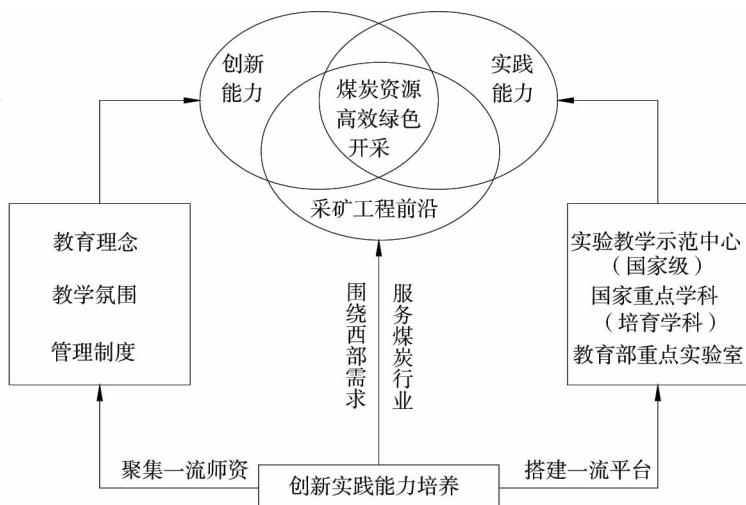 创新
能力
实践
能力
煤炭资源
高效绿色
开采
采矿工程前沿
教育理念
教学氛围
管理制度
围绕西部需求
服务煤炭行业
实验教学示范中心
（国家级）
国家重点学科
（培育学科）
教育部重点实验室
聚集一流师资
创新实践能力培养
搭建一流平台